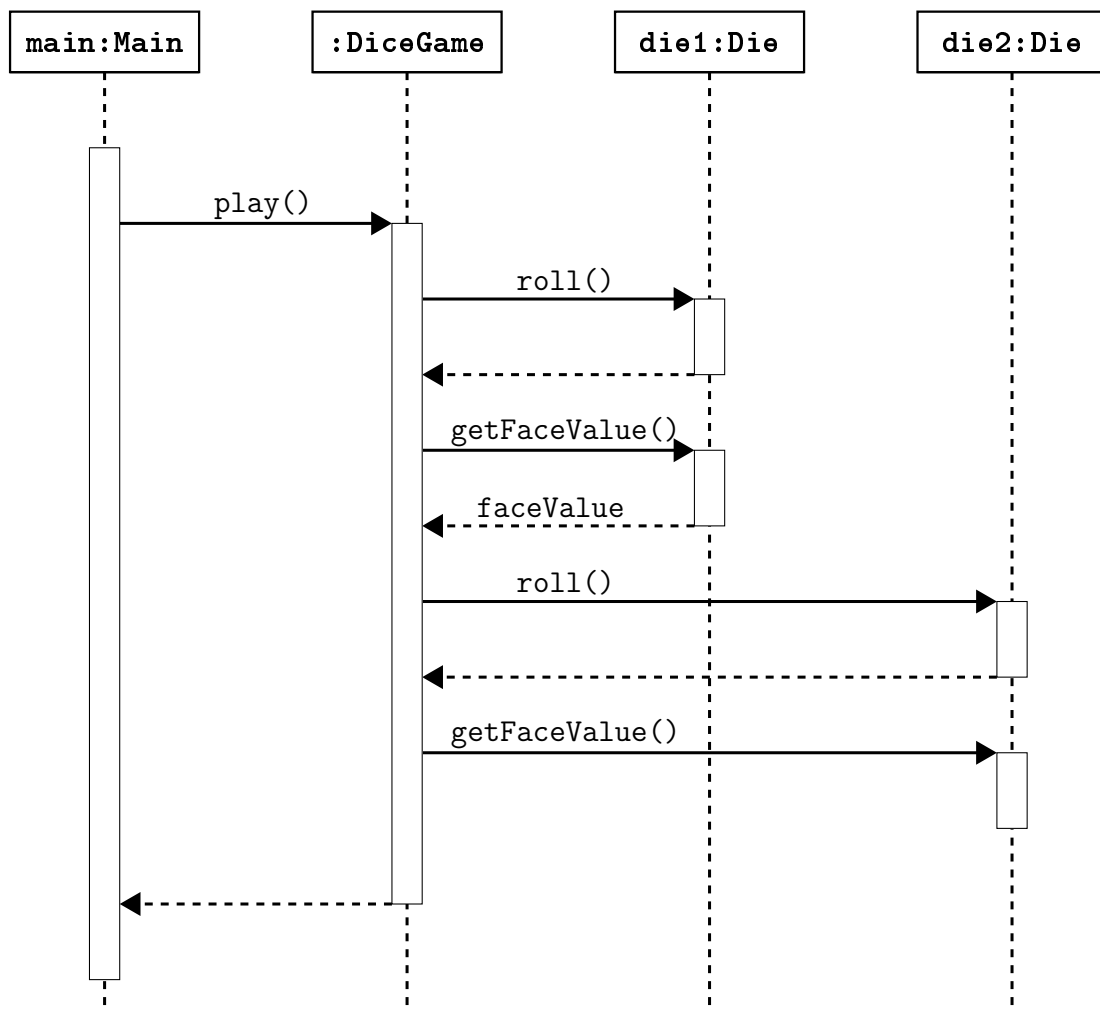 main:Main
:DiceGame
die1:Die
die2:Die
play()
roll()
getFaceValue()
faceValue
roll()
getFaceValue()